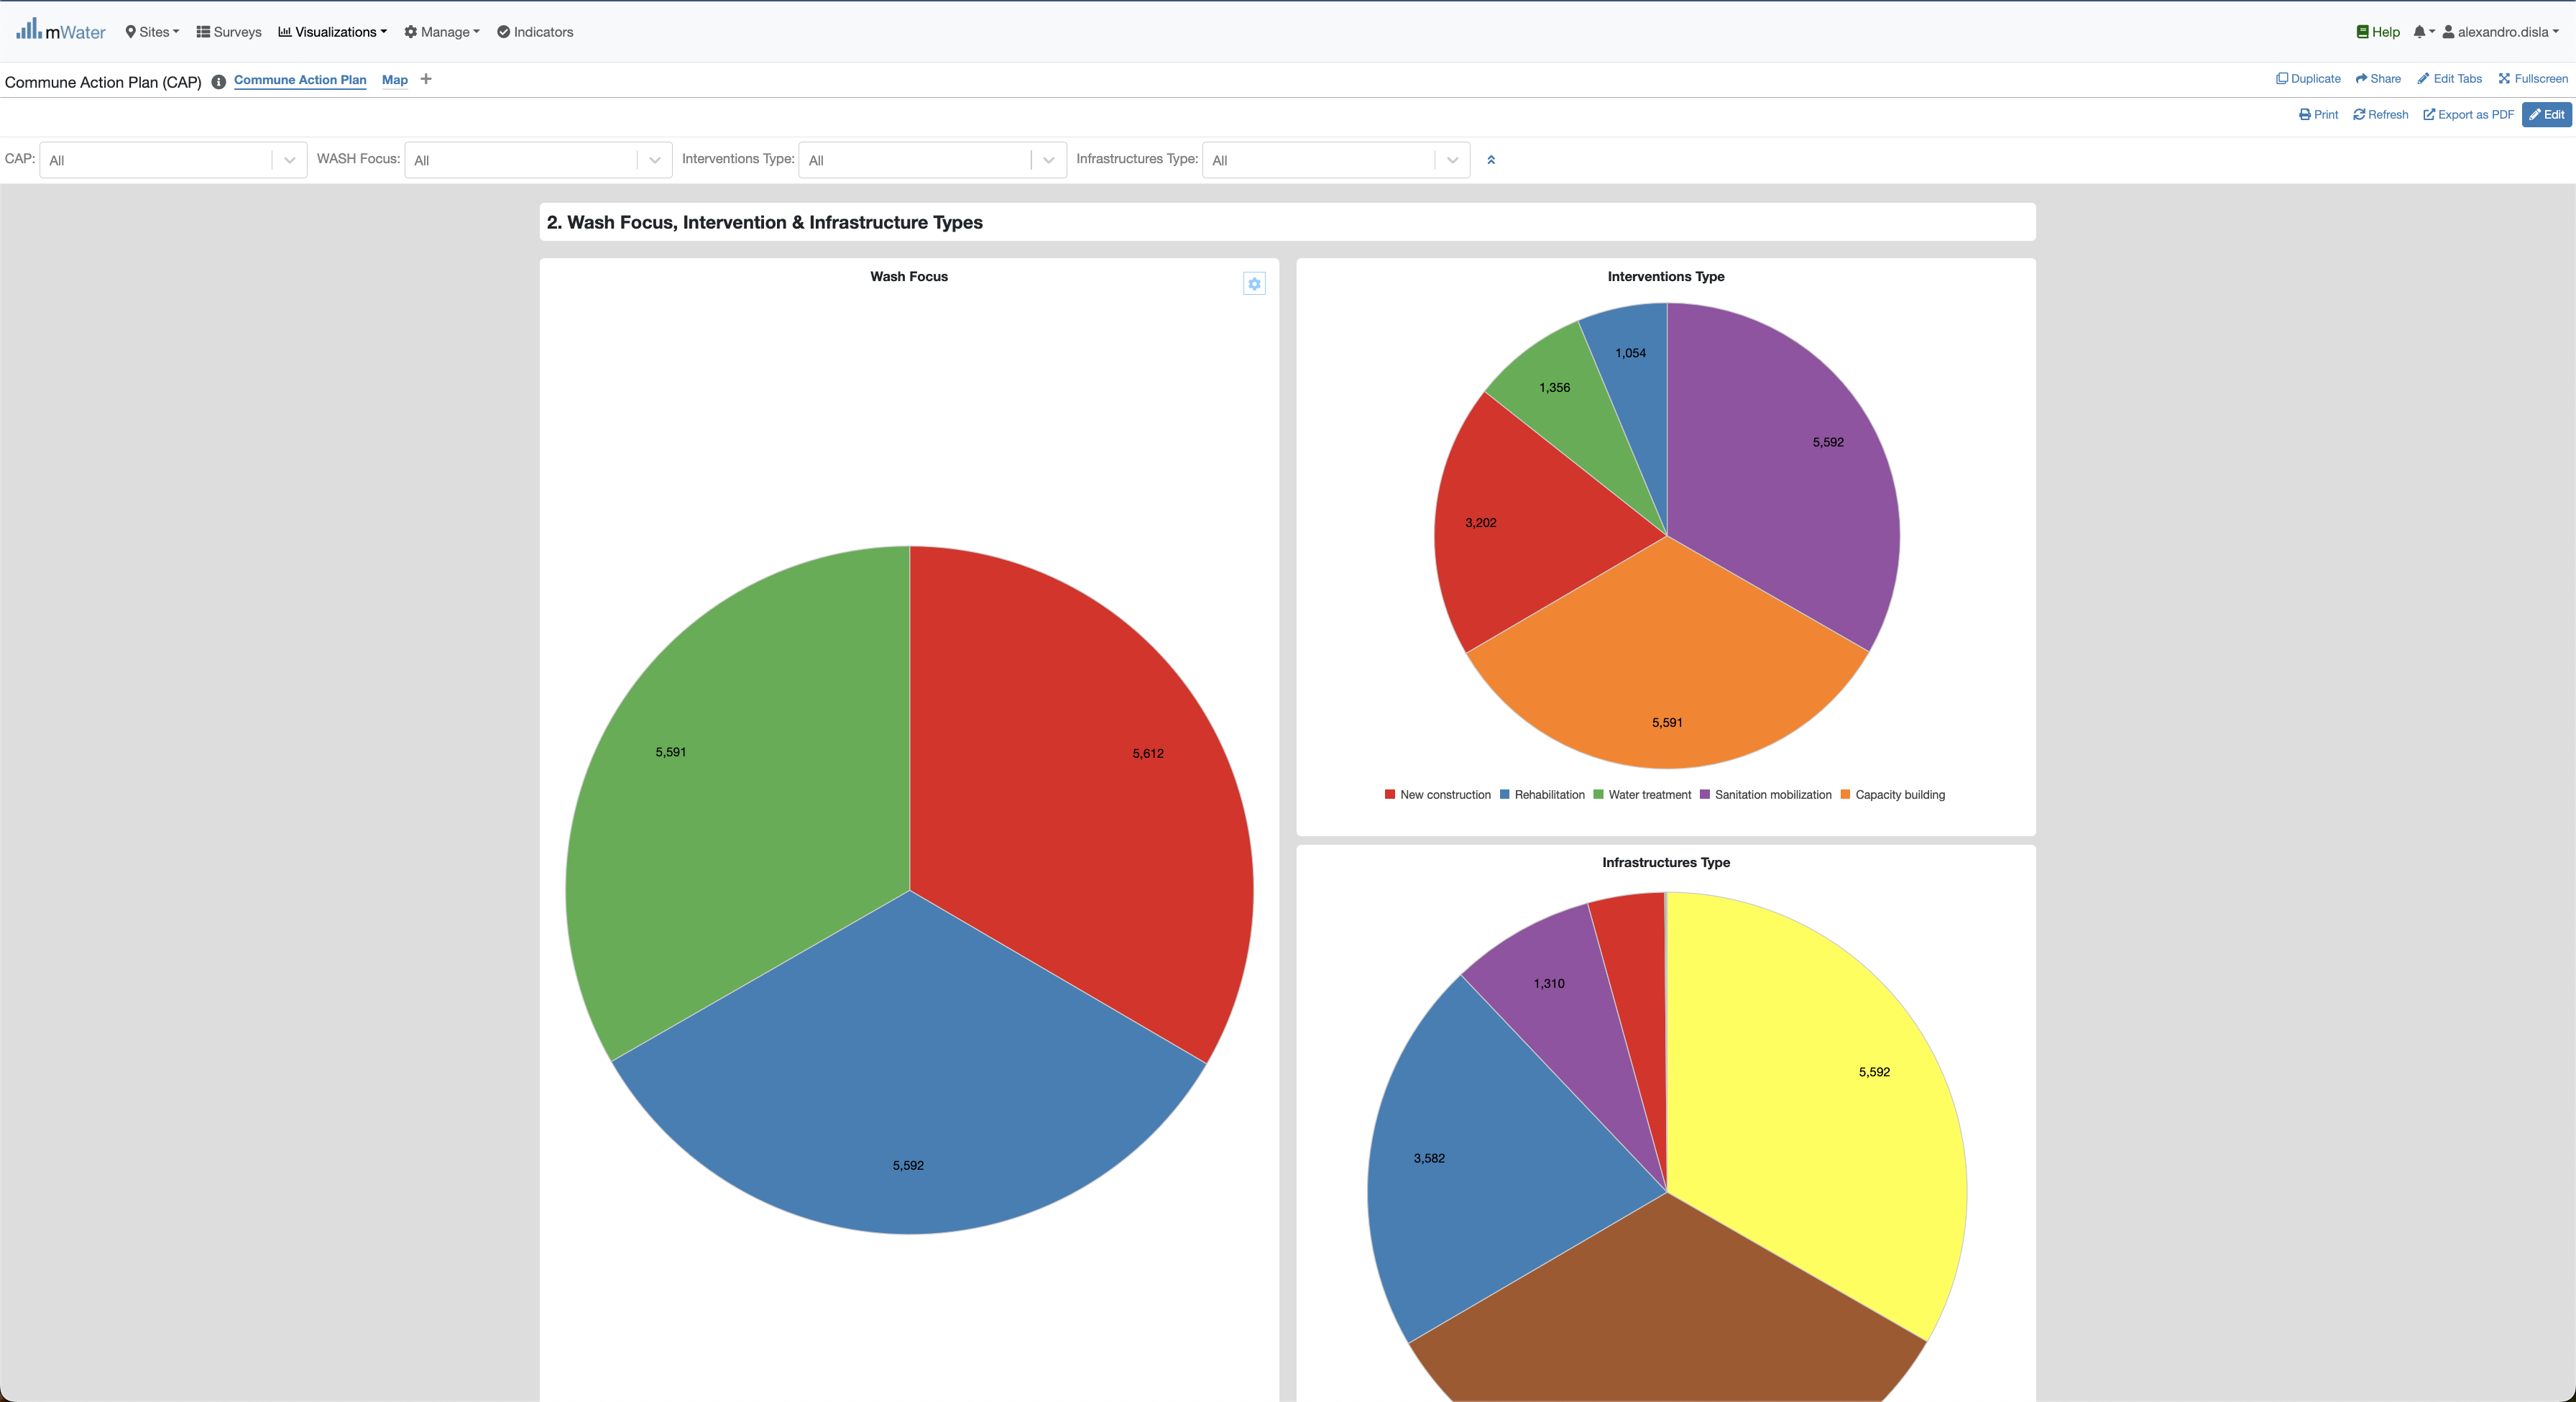 mWater Sites Surveys Visualizations Manage Indicators Help alexandro.disla
Commune Action Plan (CAP) Commune Action Plan Map Duplicate Share Edit Tabs Fullscreen
Print Refresh Export as PDF Edit
CAP: All WASH Focus: All Interventions Type: All Infrastructures Type: All
2. Wash Focus, Intervention & Infrastructure Types
Wash Focus
5,591
5,612
5,592
Interventions Type
1,054
1,356
5,592
3,202
5,591
New construction Rehabilitation Water treatment Sanitation mobilization Capacity building
Infrastructures Type
1,310
5,592
3,582